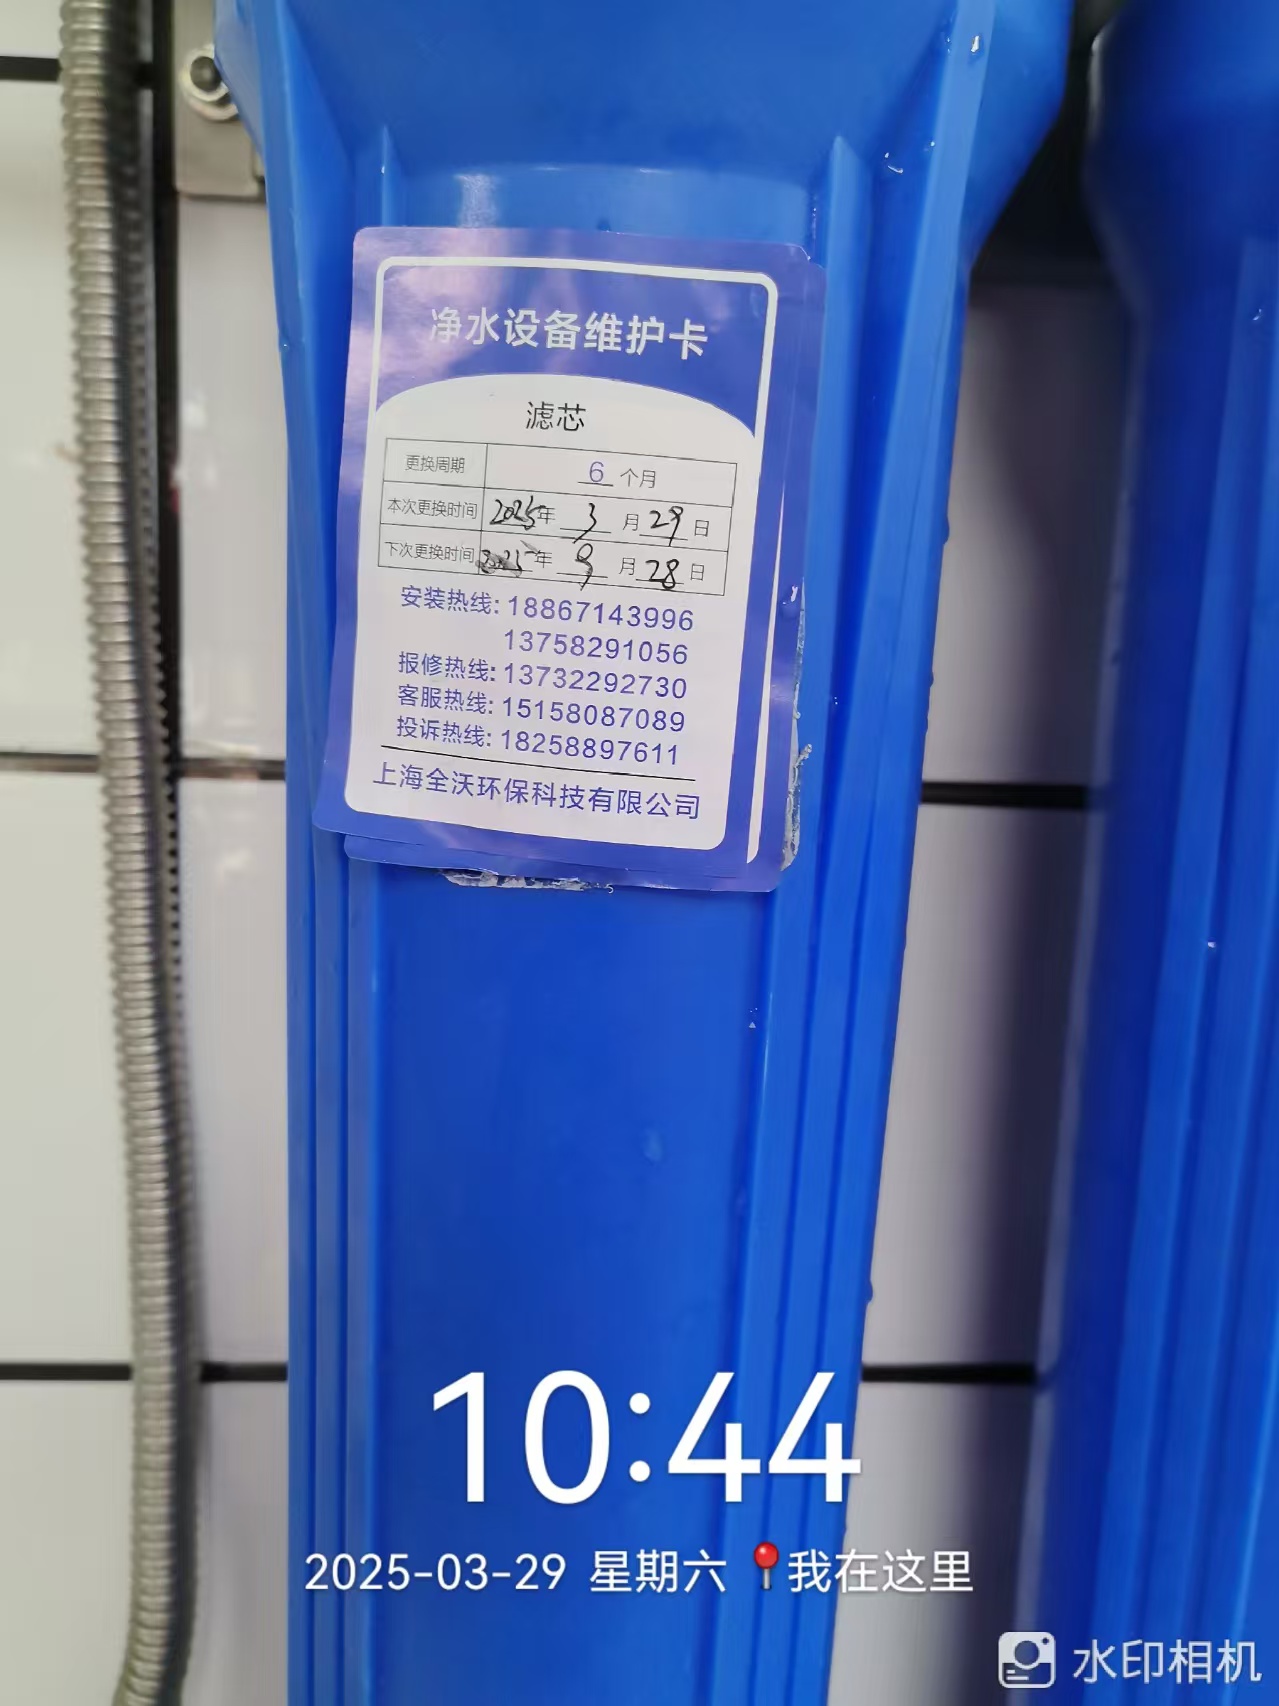 净水设备维护卡
滤芯
更换周期 6 个月
本次更换时间 2025年 3 月 29 日
下次更换时间 2025年 9 月 28 日
安装热线: 18867143996
13758291056
报修热线: 13732292730
客服热线: 15158087089
投诉热线: 18258897611
上海全沃环保科技有限公司
10:44
2025-03-29 星期六 📍我在这里
水印相机